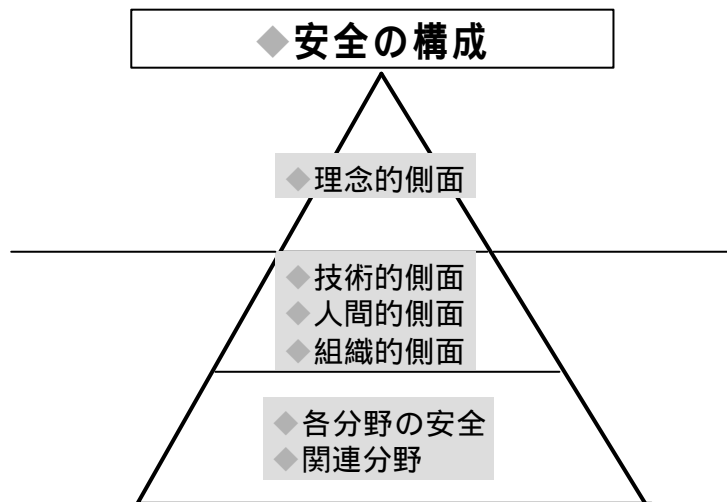 ◆安全の構成
◆理念的側面
◆技術的側面
◆人間的側面
◆組織的側面
◆各分野の安全
◆関連分野